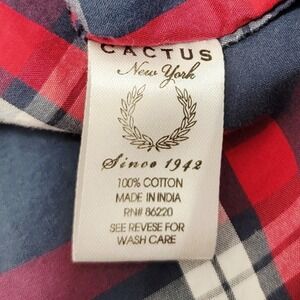 CACTUS
New York
Since 1942
100% COTTON
MADE IN INDIA
RN# 86220
SEE REVESE FOR
WASH CARE